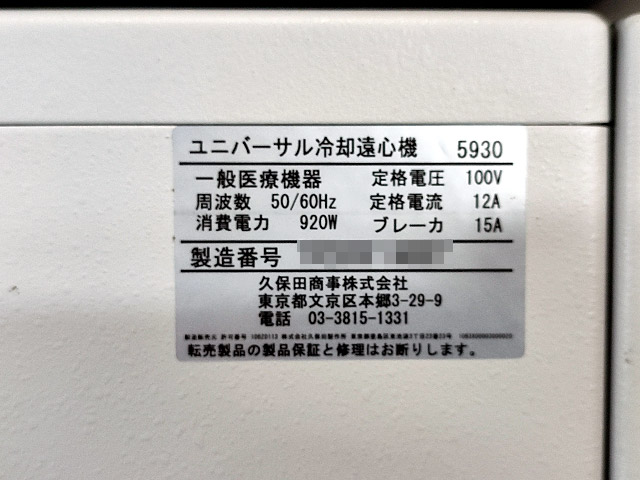 ユニバーサル冷却遠心機 5930
一般医療機器 定格電圧 100V
周波数 50/60Hz 定格電流 12A
消費電力 920W ブレーカ 15A
製造番号
久保田商事株式会社
東京都文京区本郷3-29-9
電話 03-3815-1331
転売製品の製品保証と修理はお断りします。